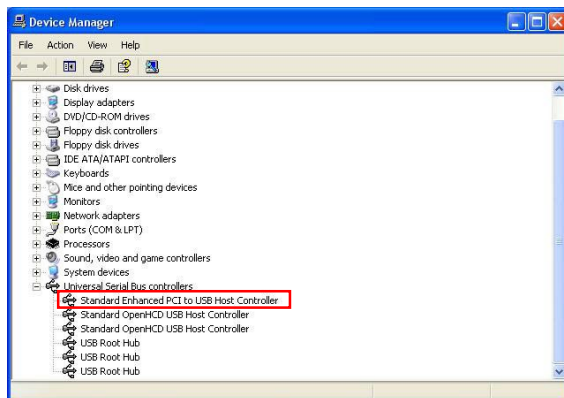 Device Manager
File Action View Help
Disk drives
Display adapters
DVD/CD-ROM drives
Floppy disk controllers
Floppy disk drives
IDE ATA/ATAPI controllers
Keyboards
Mice and other pointing devices
Monitors
Network adapters
Ports (COM & LPT)
Processors
Sound, video and game controllers
System devices
Universal Serial Bus controllers
Standard Enhanced PCI to USB Host Controller
Standard OpenHCD USB Host Controller
Standard OpenHCD USB Host Controller
USB Root Hub
USB Root Hub
USB Root Hub